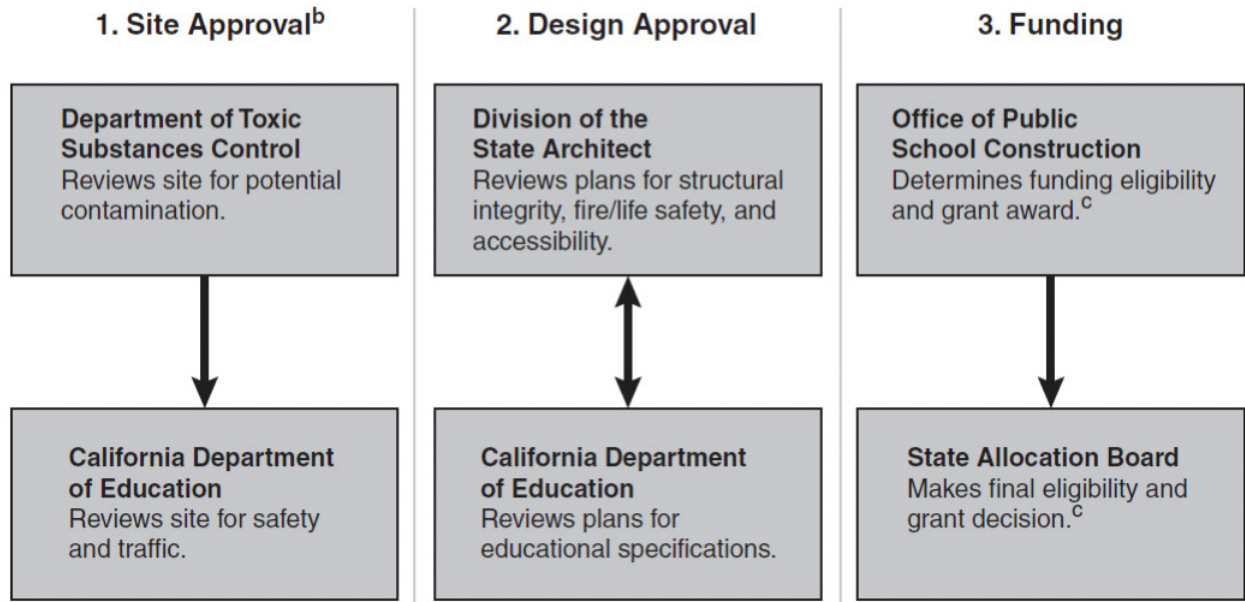 1. Site Approvalb
Department of Toxic
Substances Control
Reviews site for potential
contamination.
California Department
of Education
Reviews site for safety
and traffic.
2. Design Approval
Division of the
State Architect
Reviews plans for structural
integrity, fire/life safety, and
accessibility.
California Department
of Education
Reviews plans for
educational specifications.
3. Funding
Office of Public
School Construction
Determines funding eligibility
and grant award.c
State Allocation Board
Makes final eligibility and
grant decision.c